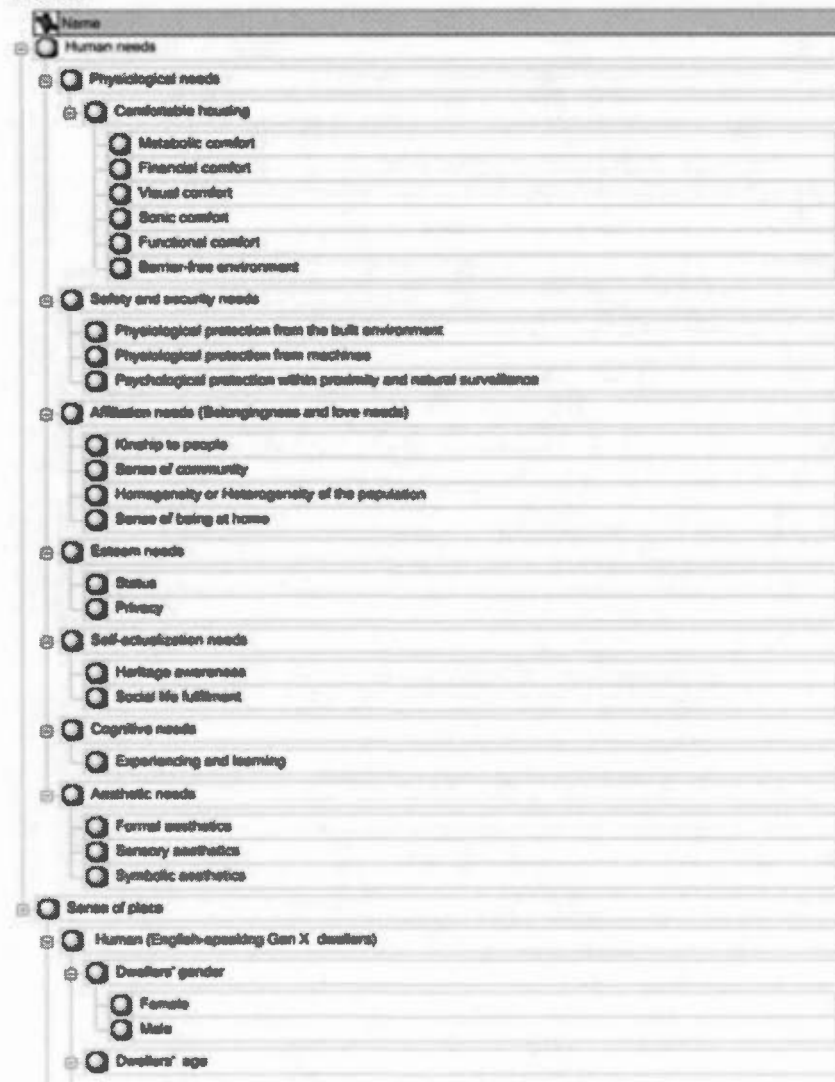 Name
Human needs
Physiological needs
Comfortable housing
Metabolic comfort
Financial comfort
Visual comfort
Sonic comfort
Functional comfort
Barrier-free environment
Safety and security needs
Physiological protection from the built environment
Physiological protection from machines
Psychological protection within proximity and natural surveillance
Affiliation needs (Belongingness and love needs)
Kinship to people
Sense of community
Homogeneity or Heterogeneity of the population
Sense of being at home
Esteem needs
Status
Privacy
Self-actualization needs
Heritage awareness
Social life fulfilment
Cognitive needs
Experiencing and learning
Aesthetic needs
Formal aesthetics
Sensory aesthetics
Symbolic aesthetics
Sense of place
Human (English-speaking Gen X dwellers)
Dwellers' gender
Female
Male
Dwellers' age